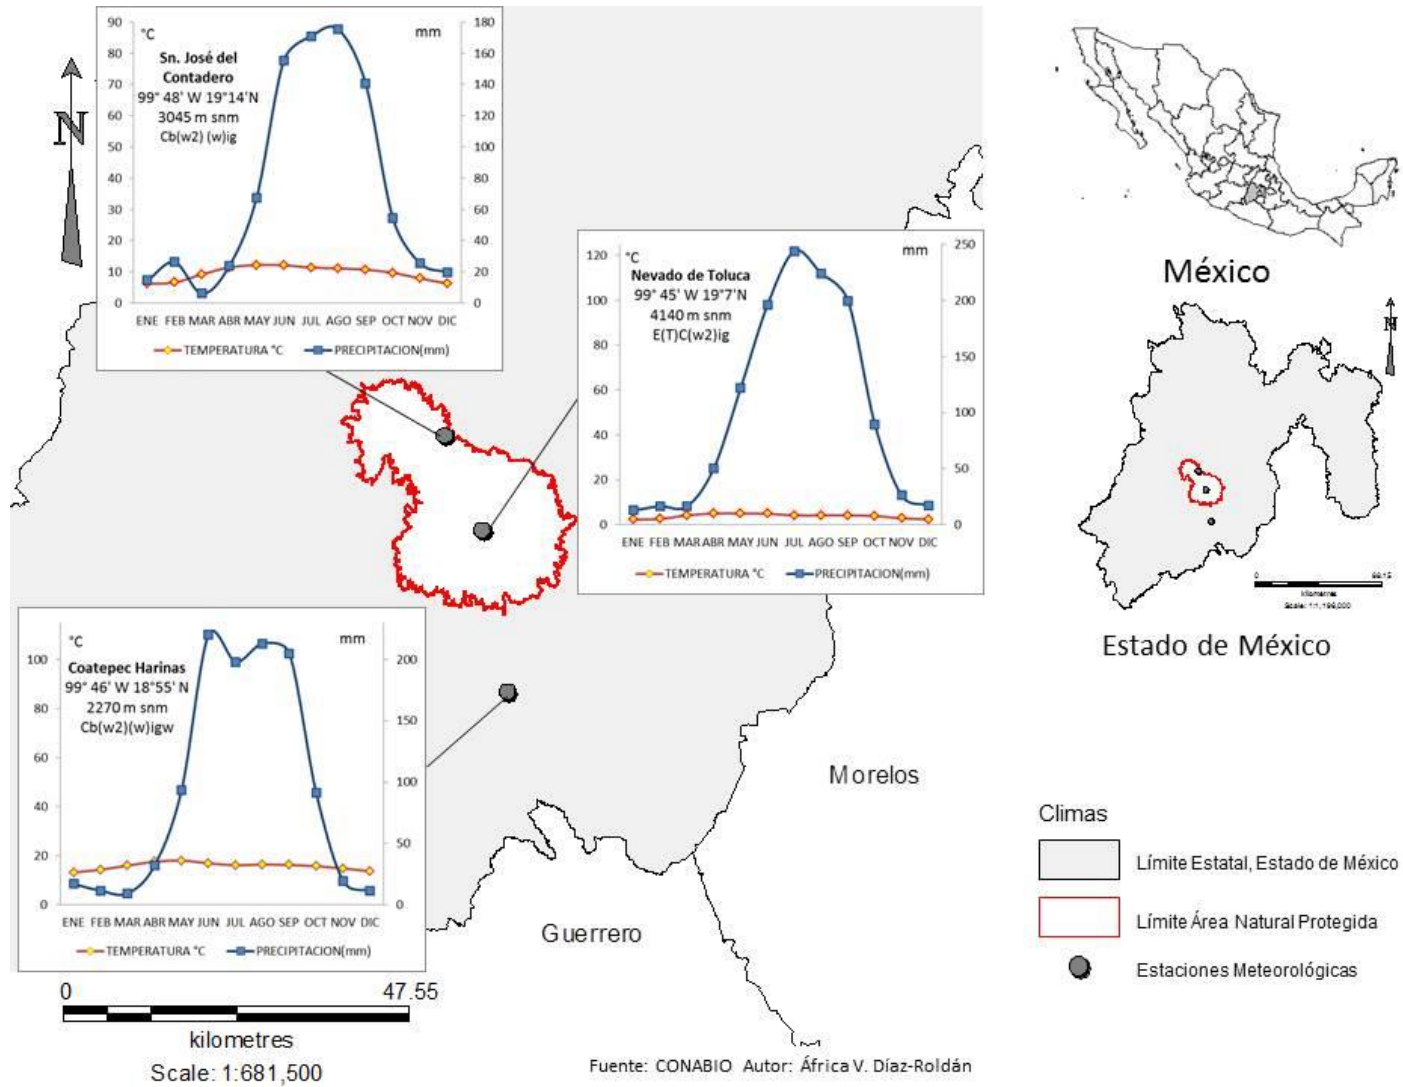 °C
mm
Sn. José del
Contadero
99° 48' W 19°14'N
3045 m snm
Cb(w2) (w)ig
90
80
70
60
50
40
30
20
10
0
180
160
140
120
100
80
60
40
20
0
ENE FEB MAR ABR MAY JUN JUL AGO SEP OCT NOV DIC
TEMPERATURA °C PRECIPITACION(mm)
N
°C
mm
Nevado de Toluca
99° 45' W 19°7'N
4140 m snm
E(T)C(w2)ig
120
100
80
60
40
20
0
250
200
150
100
50
0
ENE FEB MAR ABR MAY JUN JUL AGO SEP OCT NOV DIC
TEMPERATURA °C PRECIPITACION(mm)
°C
mm
Coatepec Harinas
99° 46' W 18°55' N
2270 m snm
Cb(w2)(w)igw
100
80
60
40
20
0
200
150
100
50
0
ENE FEB MAR ABR MAY JUN JUL AGO SEP OCT NOV DIC
TEMPERATURA °C PRECIPITACION(mm)
Morelos
Guerrero
0 47.55
kilometres
Scale: 1:681,500
Fuente: CONABIO Autor: África V. Díaz-Roldán
México
N
0
kilometres
Estado de México
Climas
Límite Estatal, Estado de México
Límite Área Natural Protegida
Estaciones Meteorológicas